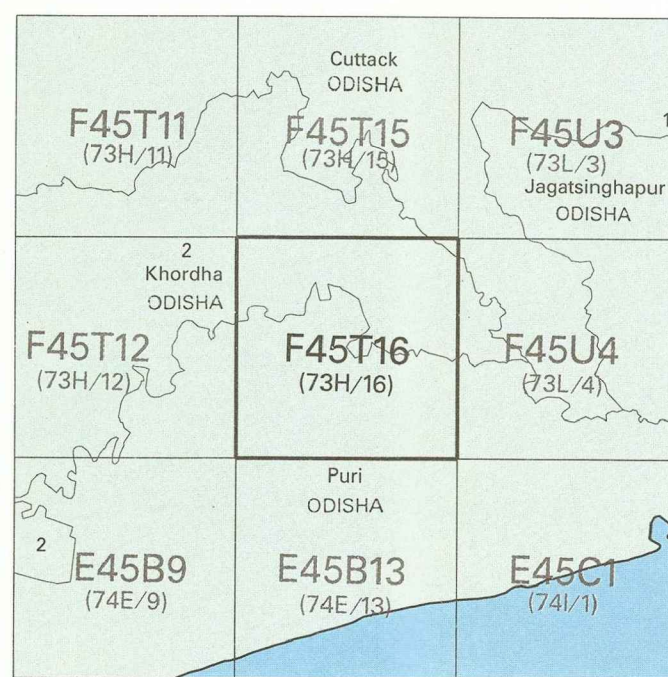 Cuttack
ODISHA
F45T11
(73H/11)
F45T15
(73H/15)
F45U3
(73L/3)
1
Jagatsinghapur
ODISHA
2
Khordha
ODISHA
F45T12
(73H/12)
F45T16
(73H/16)
F45U4
(73L/4)
Puri
ODISHA
2
E45B9
(74E/9)
E45B13
(74E/13)
E45C1
(74I/1)